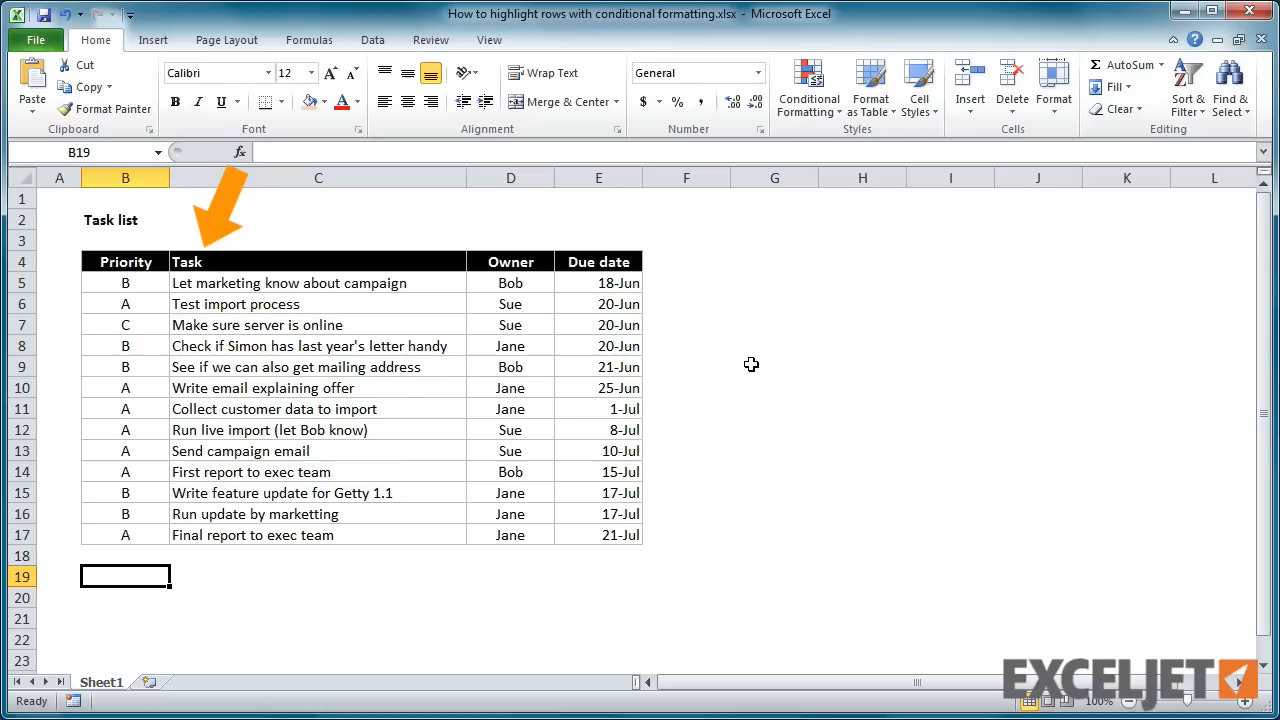 How to highlight rows with conditional formatting.xlsx - Microsoft Excel
File Home Insert Page Layout Formulas Data Review View
Paste Cut Copy Format Painter Clipboard
Calibri 12 B I U Font
Wrap Text Merge & Center Alignment
General $ % , Number
Conditional Formatting Format as Table Cell Styles Styles
Insert Delete Format Cells
Σ AutoSum Fill Clear Sort & Filter Find & Select Editing
B19 fx
A B C D E F G H I J K L
1
2 Task list
3
4 Priority Task Owner Due date
5 B Let marketing know about campaign Bob 18-Jun
6 A Test import process Sue 20-Jun
7 C Make sure server is online Sue 20-Jun
8 B Check if Simon has last year's letter handy Jane 20-Jun
9 B See if we can also get mailing address Bob 21-Jun
10 A Write email explaining offer Jane 25-Jun
11 A Collect customer data to import Jane 1-Jul
12 A Run live import (let Bob know) Sue 8-Jul
13 A Send campaign email Sue 10-Jul
14 A First report to exec team Bob 15-Jul
15 B Write feature update for Getty 1.1 Jane 17-Jul
16 B Run update by marketting Jane 17-Jul
17 A Final report to exec team Jane 21-Jul
18
19
20
21
22
23
Sheet1
EXCELJET
Ready 100%